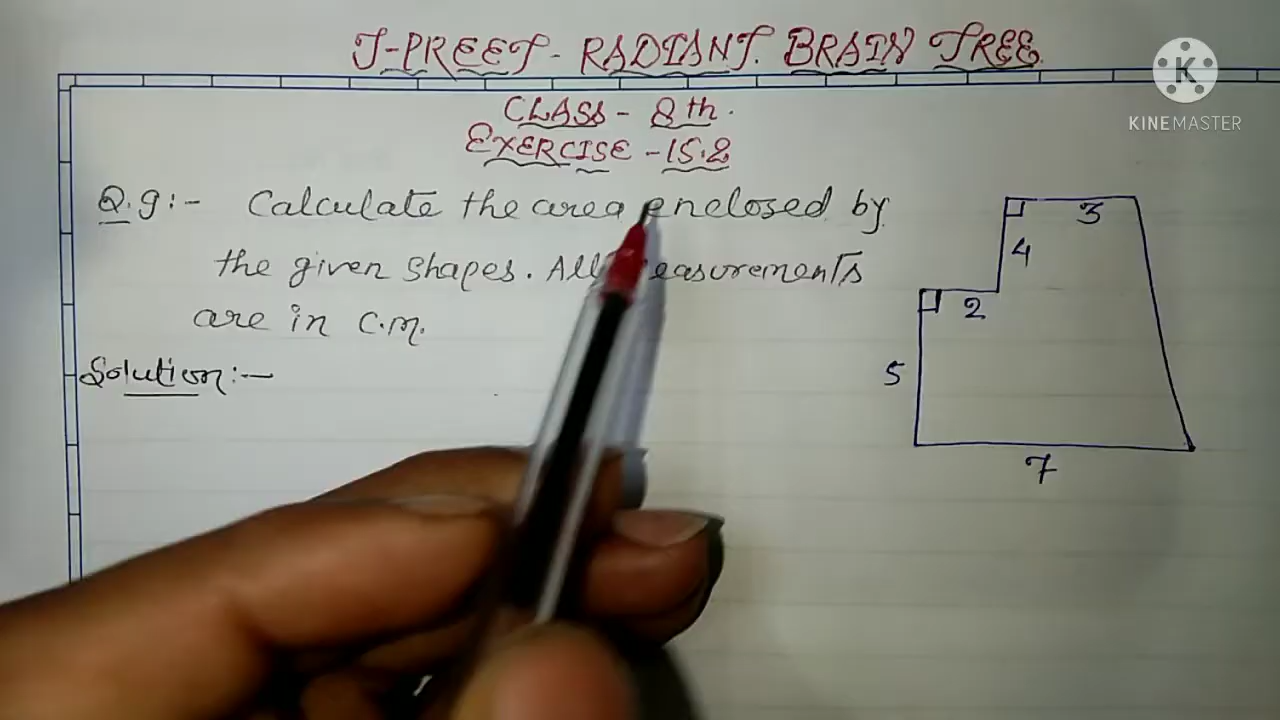 J-PREET-RADIANT. BRAIN TREE
K
KINEMASTER
CLASS - 8th.
EXERCISE - 15.2
Q.9:- Calculate the area enclosed by
the given shapes. All measurements
are in c.m.
Solution:-
3
4
2
5
7